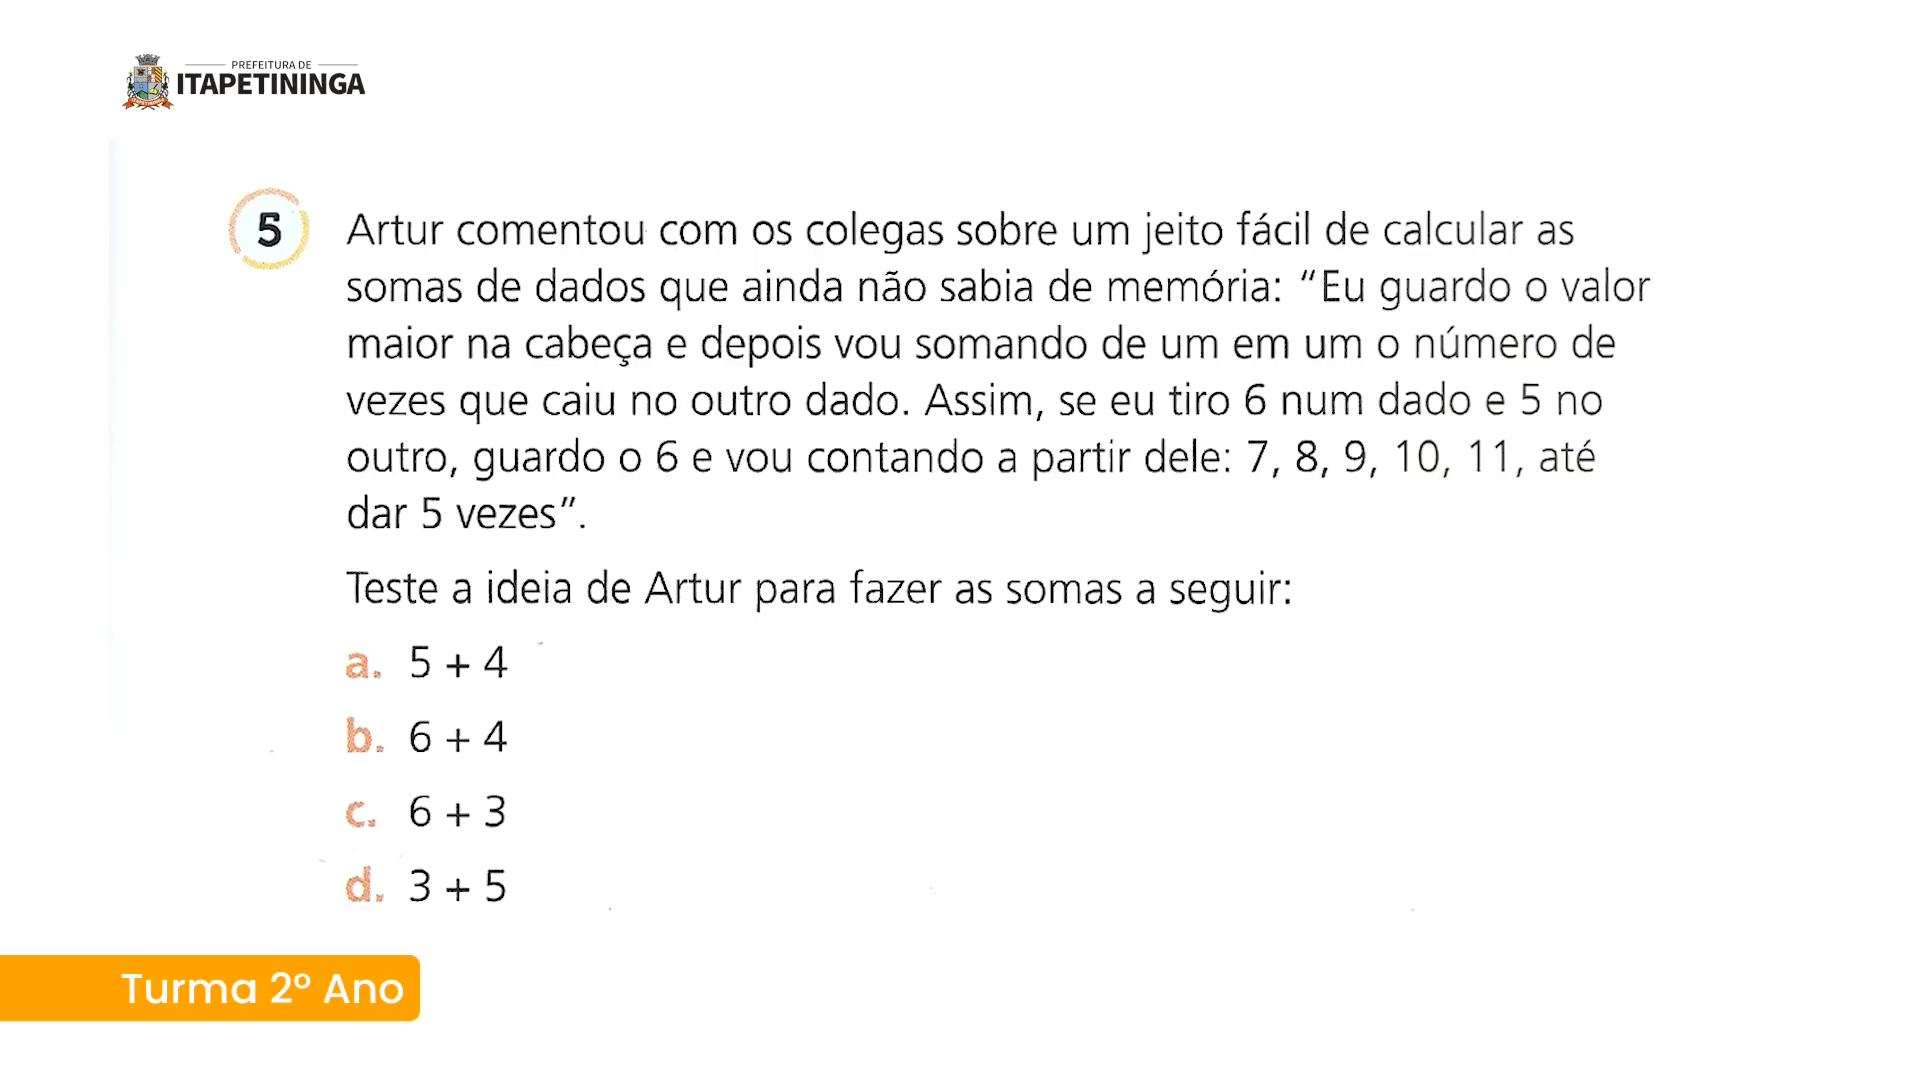 PREFEITURA DE
ITAPETININGA
5 Artur comentou com os colegas sobre um jeito fácil de calcular as
somas de dados que ainda não sabia de memória: “Eu guardo o valor
maior na cabeça e depois vou somando de um em um o número de
vezes que caiu no outro dado. Assim, se eu tiro 6 num dado e 5 no
outro, guardo o 6 e vou contando a partir dele: 7, 8, 9, 10, 11, até
dar 5 vezes”.
Teste a ideia de Artur para fazer as somas a seguir:
a. 5 + 4
b. 6 + 4
c. 6 + 3
d. 3 + 5
Turma 2º Ano